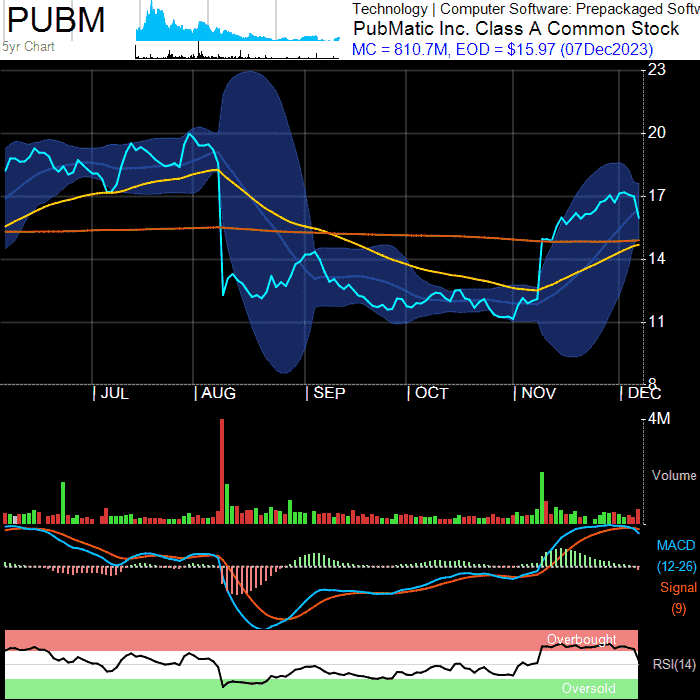 PUBM
5yr Chart
Technology | Computer Software: Prepackaged Softw
PubMatic Inc. Class A Common Stock
MC = 810.7M, EOD = $15.97 (07Dec2023)
23
20
17
14
11
8
| JUL | AUG | SEP | OCT | NOV | DEC
4M
Volume
MACD
(12-26)
Signal
(9)
Overbought
RSI(14)
Oversold